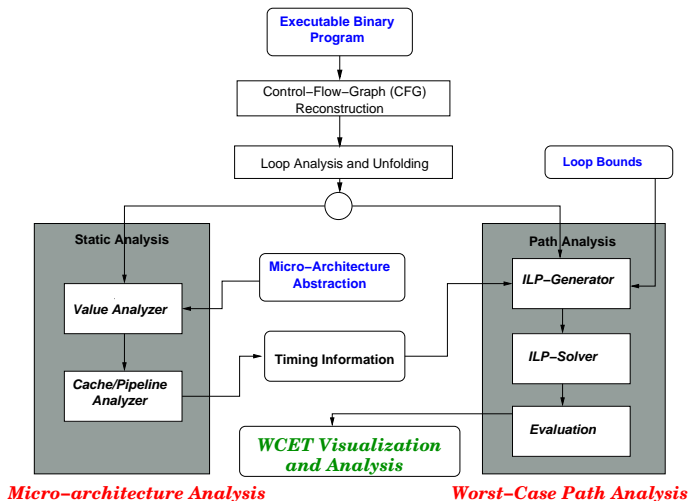 Executable Binary
Program
Control−Flow−Graph (CFG)
Reconstruction
Loop Analysis and Unfolding
Loop Bounds
Static Analysis
Path Analysis
Micro−Architecture
Abstraction
ILP−Generator
Value Analyzer
Timing Information
ILP−Solver
Cache/Pipeline
Analyzer
Evaluation
WCET Visualization
and Analysis
Micro−architecture Analysis
Worst−Case Path Analysis